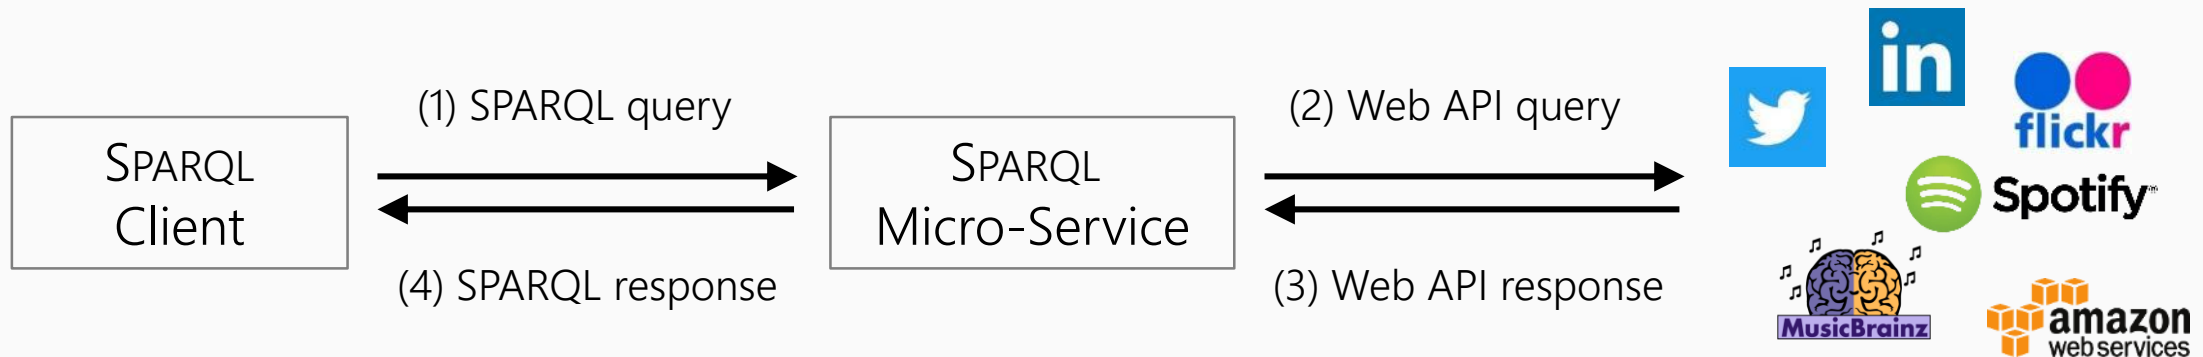 (1) SPARQL query
(2) Web API query
SPARQL
Client
SPARQL
Micro-Service
(4) SPARQL response
(3) Web API response
in
flickr
Spotify
MusicBrainz
amazon
web services